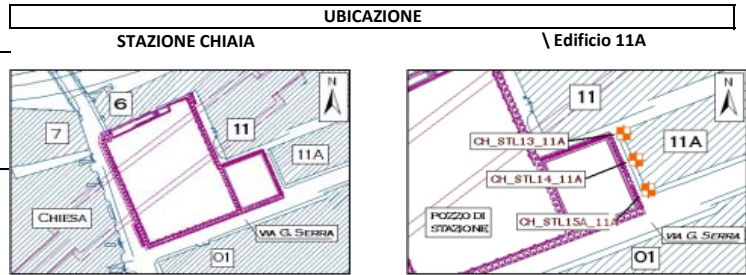 UBICAZIONE
STAZIONE CHIAIA
\ Edificio 11A
N
6
7
11
11A
CHIESA
VIA G. SERRA
O1
N
11
CH_STL13_11A
11A
CH_STL14_11A
POZZO DI
STAZIONE
CH_STL15A_11A
VIA G. SERRA
O1